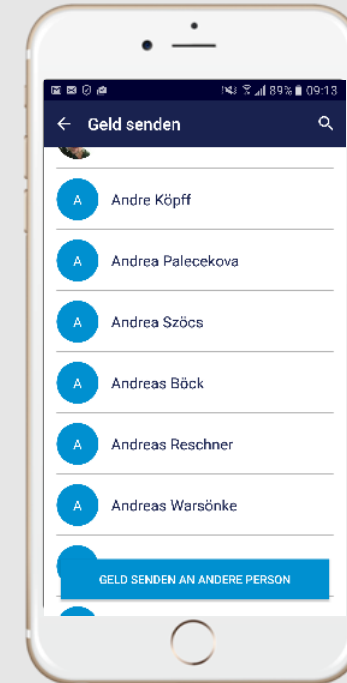 89% 09:13
Geld senden
A Andre Köpff
A Andrea Palecekova
A Andrea Szöcs
A Andreas Böck
A Andreas Reschner
A Andreas Warsönke
GELD SENDEN AN ANDERE PERSON